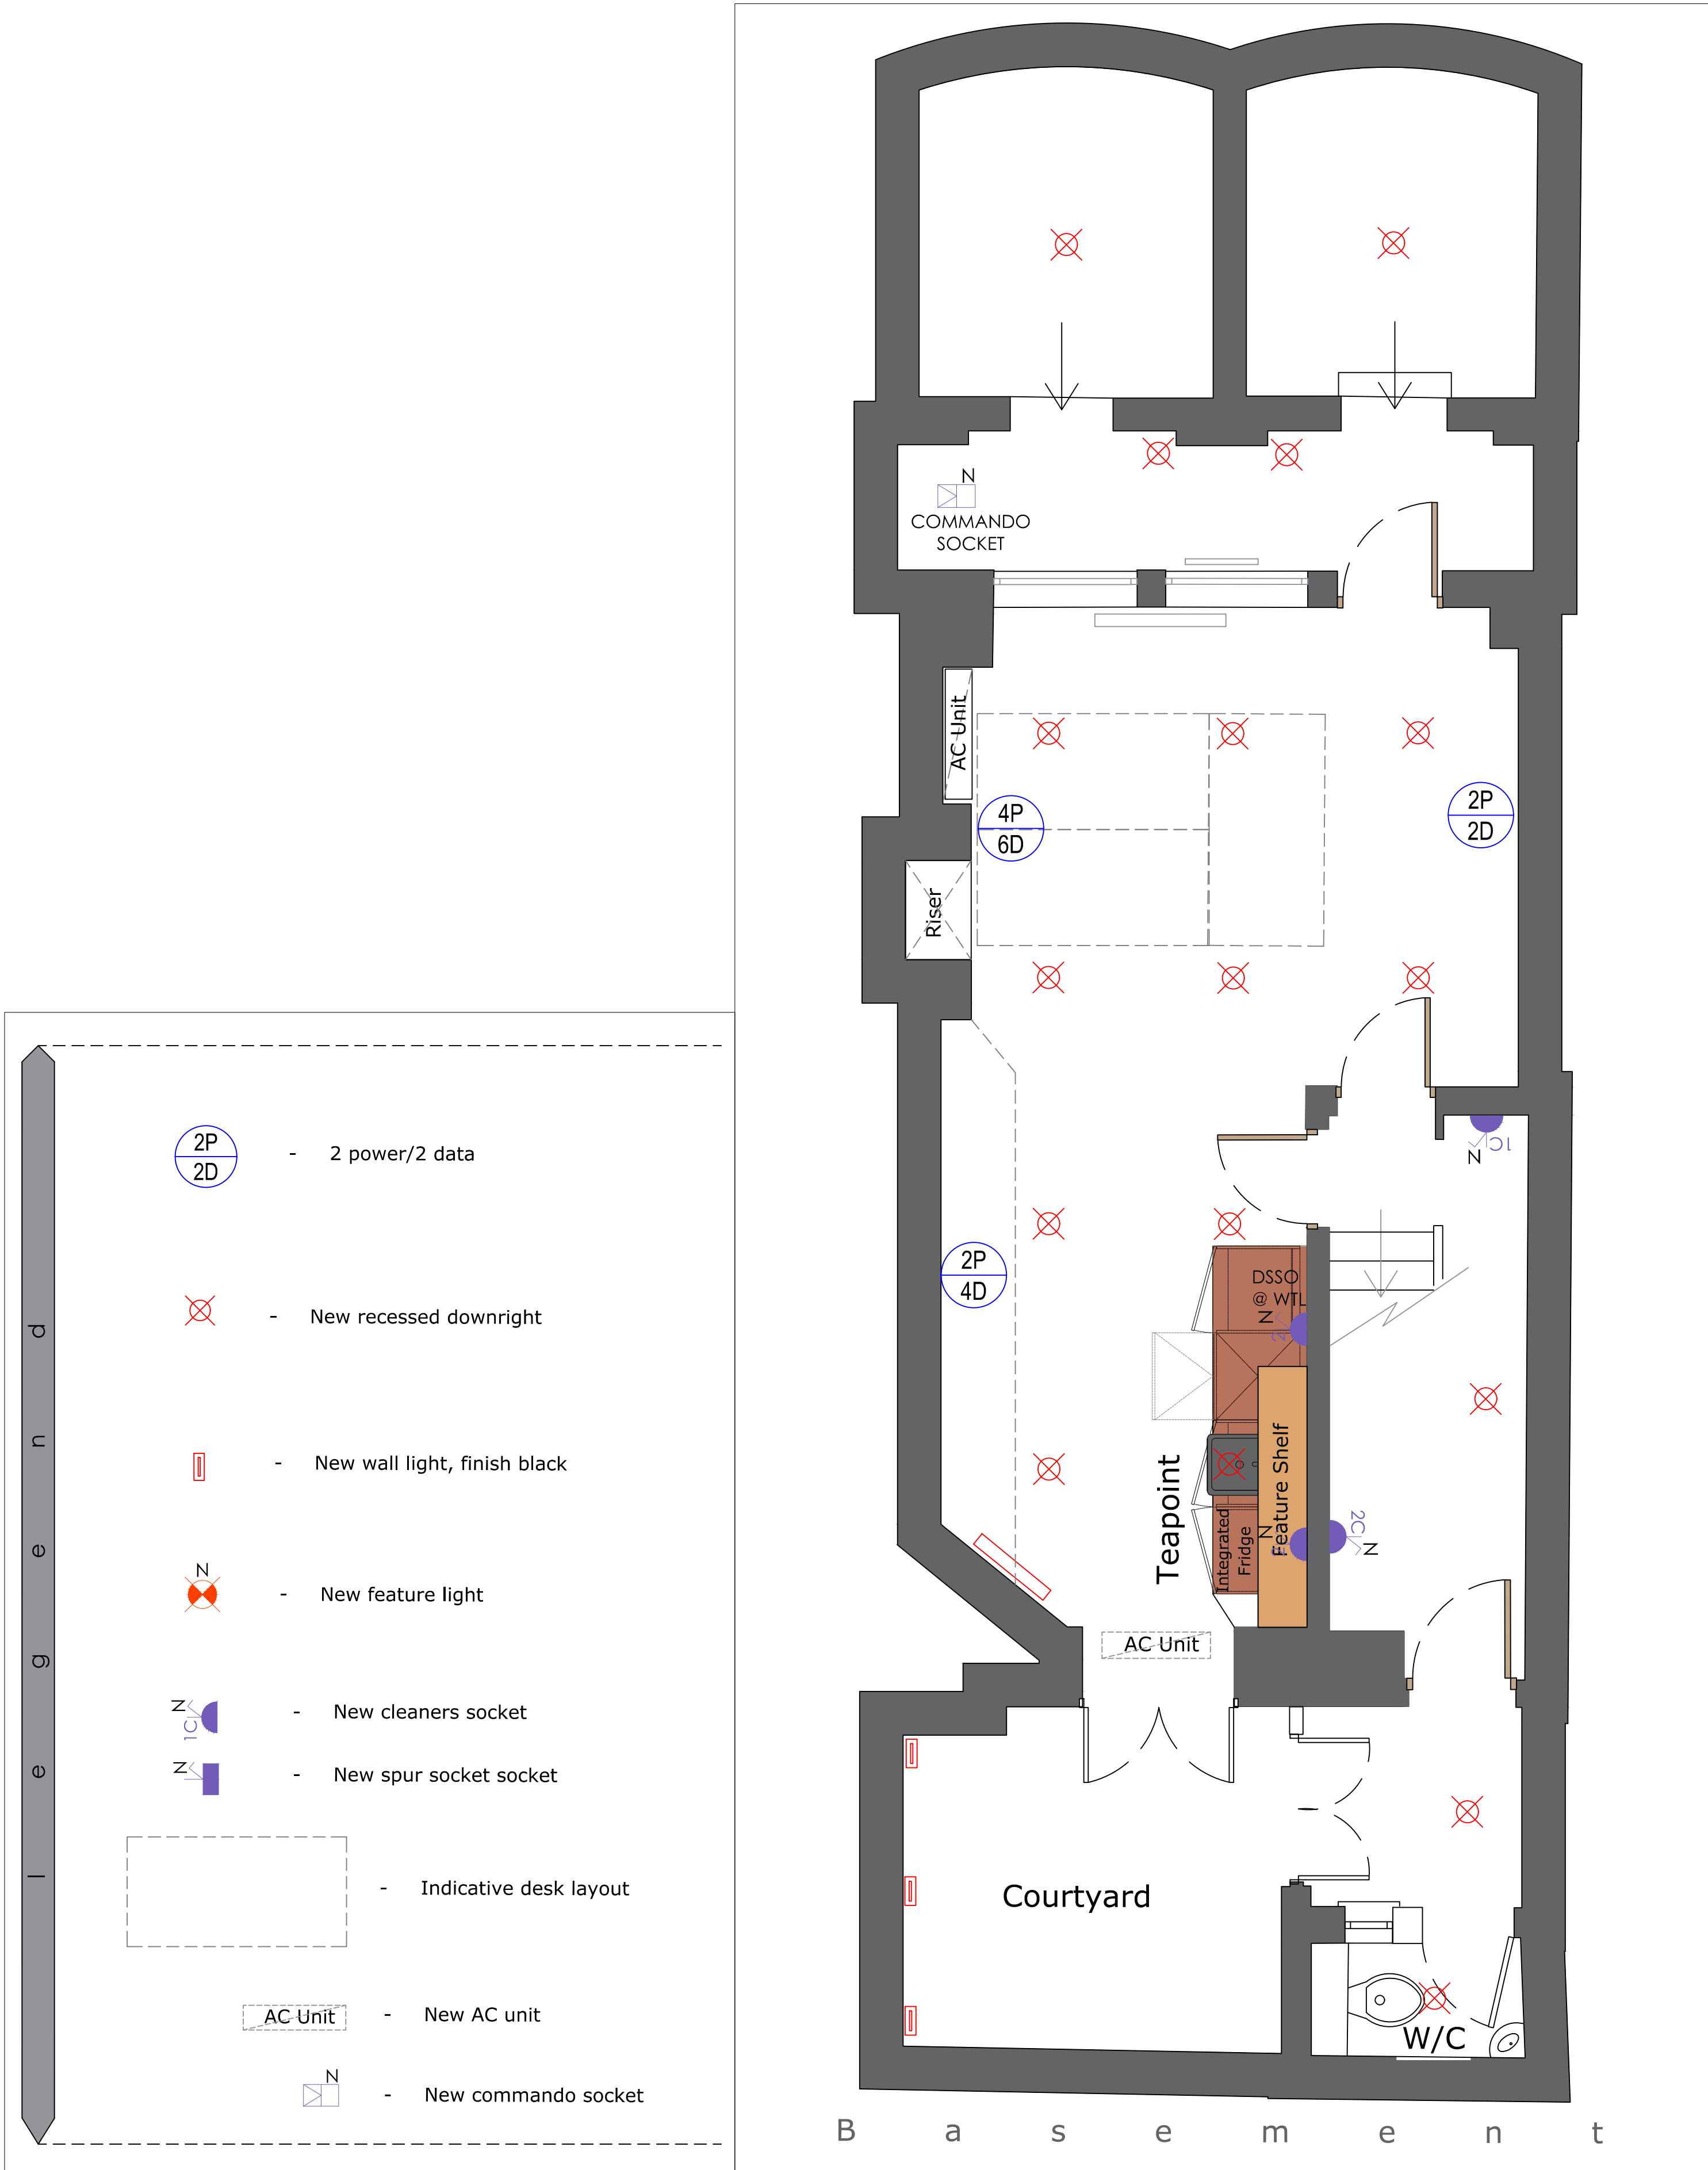 N
COMMANDO
SOCKET
AC Unit
4P
6D
2P
2D
Riser
1C
N
2P
4D
DSSO
@ WTL
N
Feature Shelf
Teapoint
Integrated
Fridge
N
2C
N
AC Unit
Courtyard
W/C
Basement
legend
2P
2D
- 2 power/2 data
- New recessed downright
- New wall light, finish black
N
- New feature light
N
1C
- New cleaners socket
N
- New spur socket socket
- Indicative desk layout
AC Unit
- New AC unit
N
- New commando socket